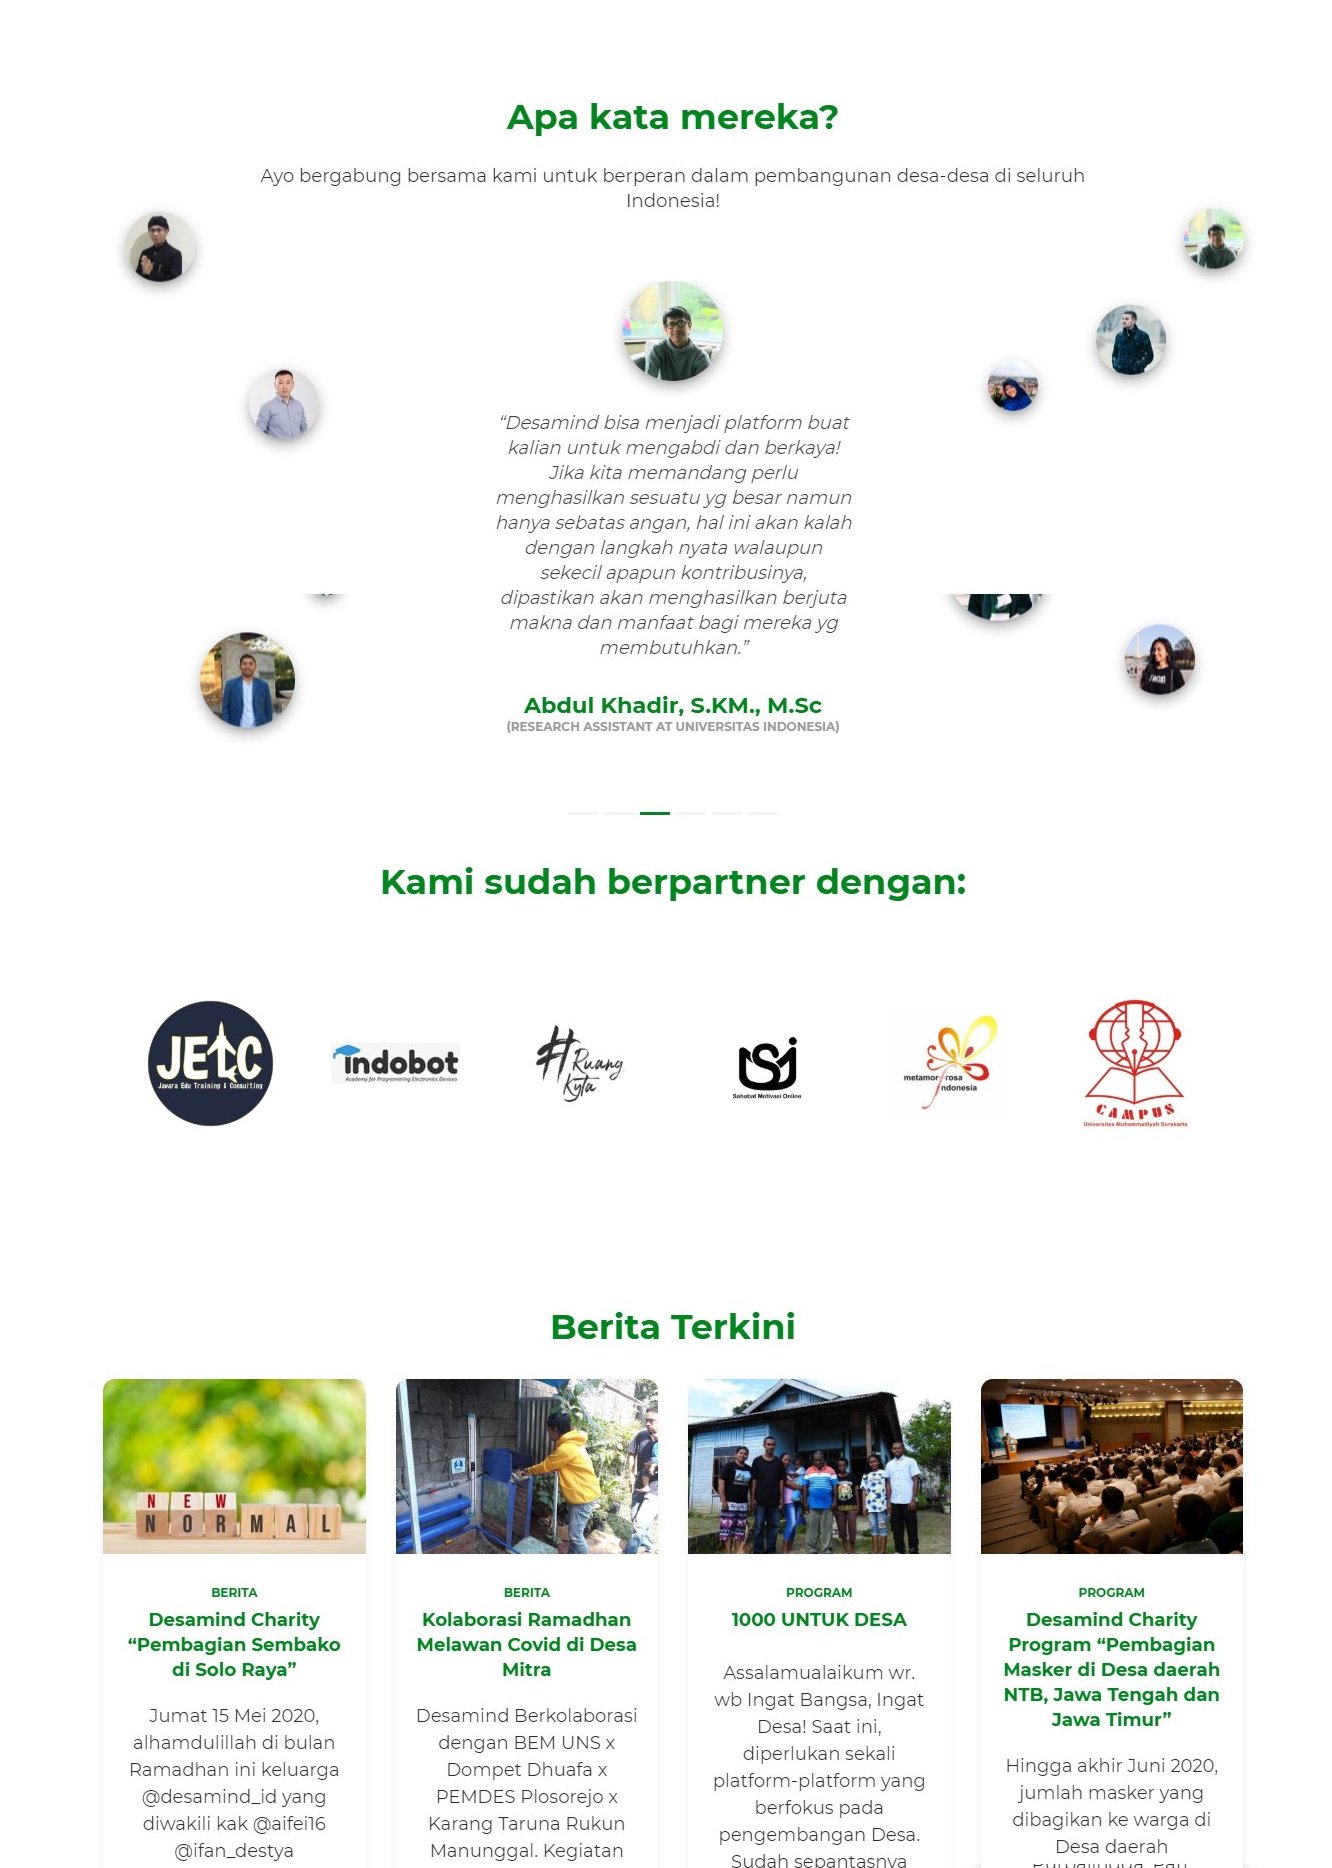 Apa kata mereka?
Ayo bergabung bersama kami untuk berperan dalam pembangunan desa-desa di seluruh
Indonesia!
“Desamind bisa menjadi platform buat
kalian untuk mengabdi dan berkaya!
Jika kita memandang perlu
menghasilkan sesuatu yg besar namun
hanya sebatas angan, hal ini akan kalah
dengan langkah nyata walaupun
sekecil apapun kontribusinya,
dipastikan akan menghasilkan berjuta
makna dan manfaat bagi mereka yg
membutuhkan.”
Abdul Khadir, S.KM., M.Sc
(RESEARCH ASSISTANT AT UNIVERSITAS INDONESIA)
Kami sudah berpartner dengan:
JETC
Jawara Edu Training & Consulting
indobot
Academy for Programming Electronics Devices
# Ruang
Kyta
Sahabat Motivasi Online
metamorfrosa
Indonesia
CAMPUS
Universitas Muhammadiyah Surakarta
Berita Terkini
NEW
NORMAL
BERITA
Desamind Charity
“Pembagian Sembako
di Solo Raya”
Jumat 15 Mei 2020,
alhamdulillah di bulan
Ramadhan ini keluarga
@desamind_id yang
diwakili kak @aifei16
@ifan_destya
BERITA
Kolaborasi Ramadhan
Melawan Covid di Desa
Mitra
Desamind Berkolaborasi
dengan BEM UNS x
Dompet Dhuafa x
PEMDES Plosorejo x
Karang Taruna Rukun
Manunggal. Kegiatan
PROGRAM
1000 UNTUK DESA
Assalamualaikum wr.
wb Ingat Bangsa, Ingat
Desa! Saat ini,
diperlukan sekali
platform-platform yang
berfokus pada
pengembangan Desa.
Sudah sepantasnya
PROGRAM
Desamind Charity
Program “Pembagian
Masker di Desa daerah
NTB, Jawa Tengah dan
Jawa Timur”
Hingga akhir Juni 2020,
jumlah masker yang
dibagikan ke warga di
Desa daerah